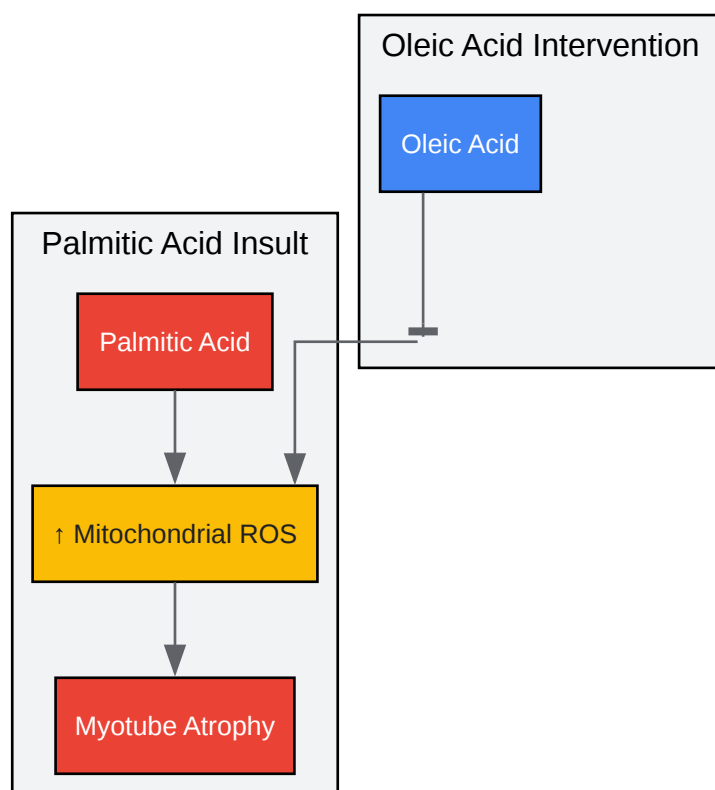 Oleic Acid Intervention
Oleic Acid
Palmitic Acid Insult
Palmitic Acid
↑ Mitochondrial ROS
Myotube Atrophy